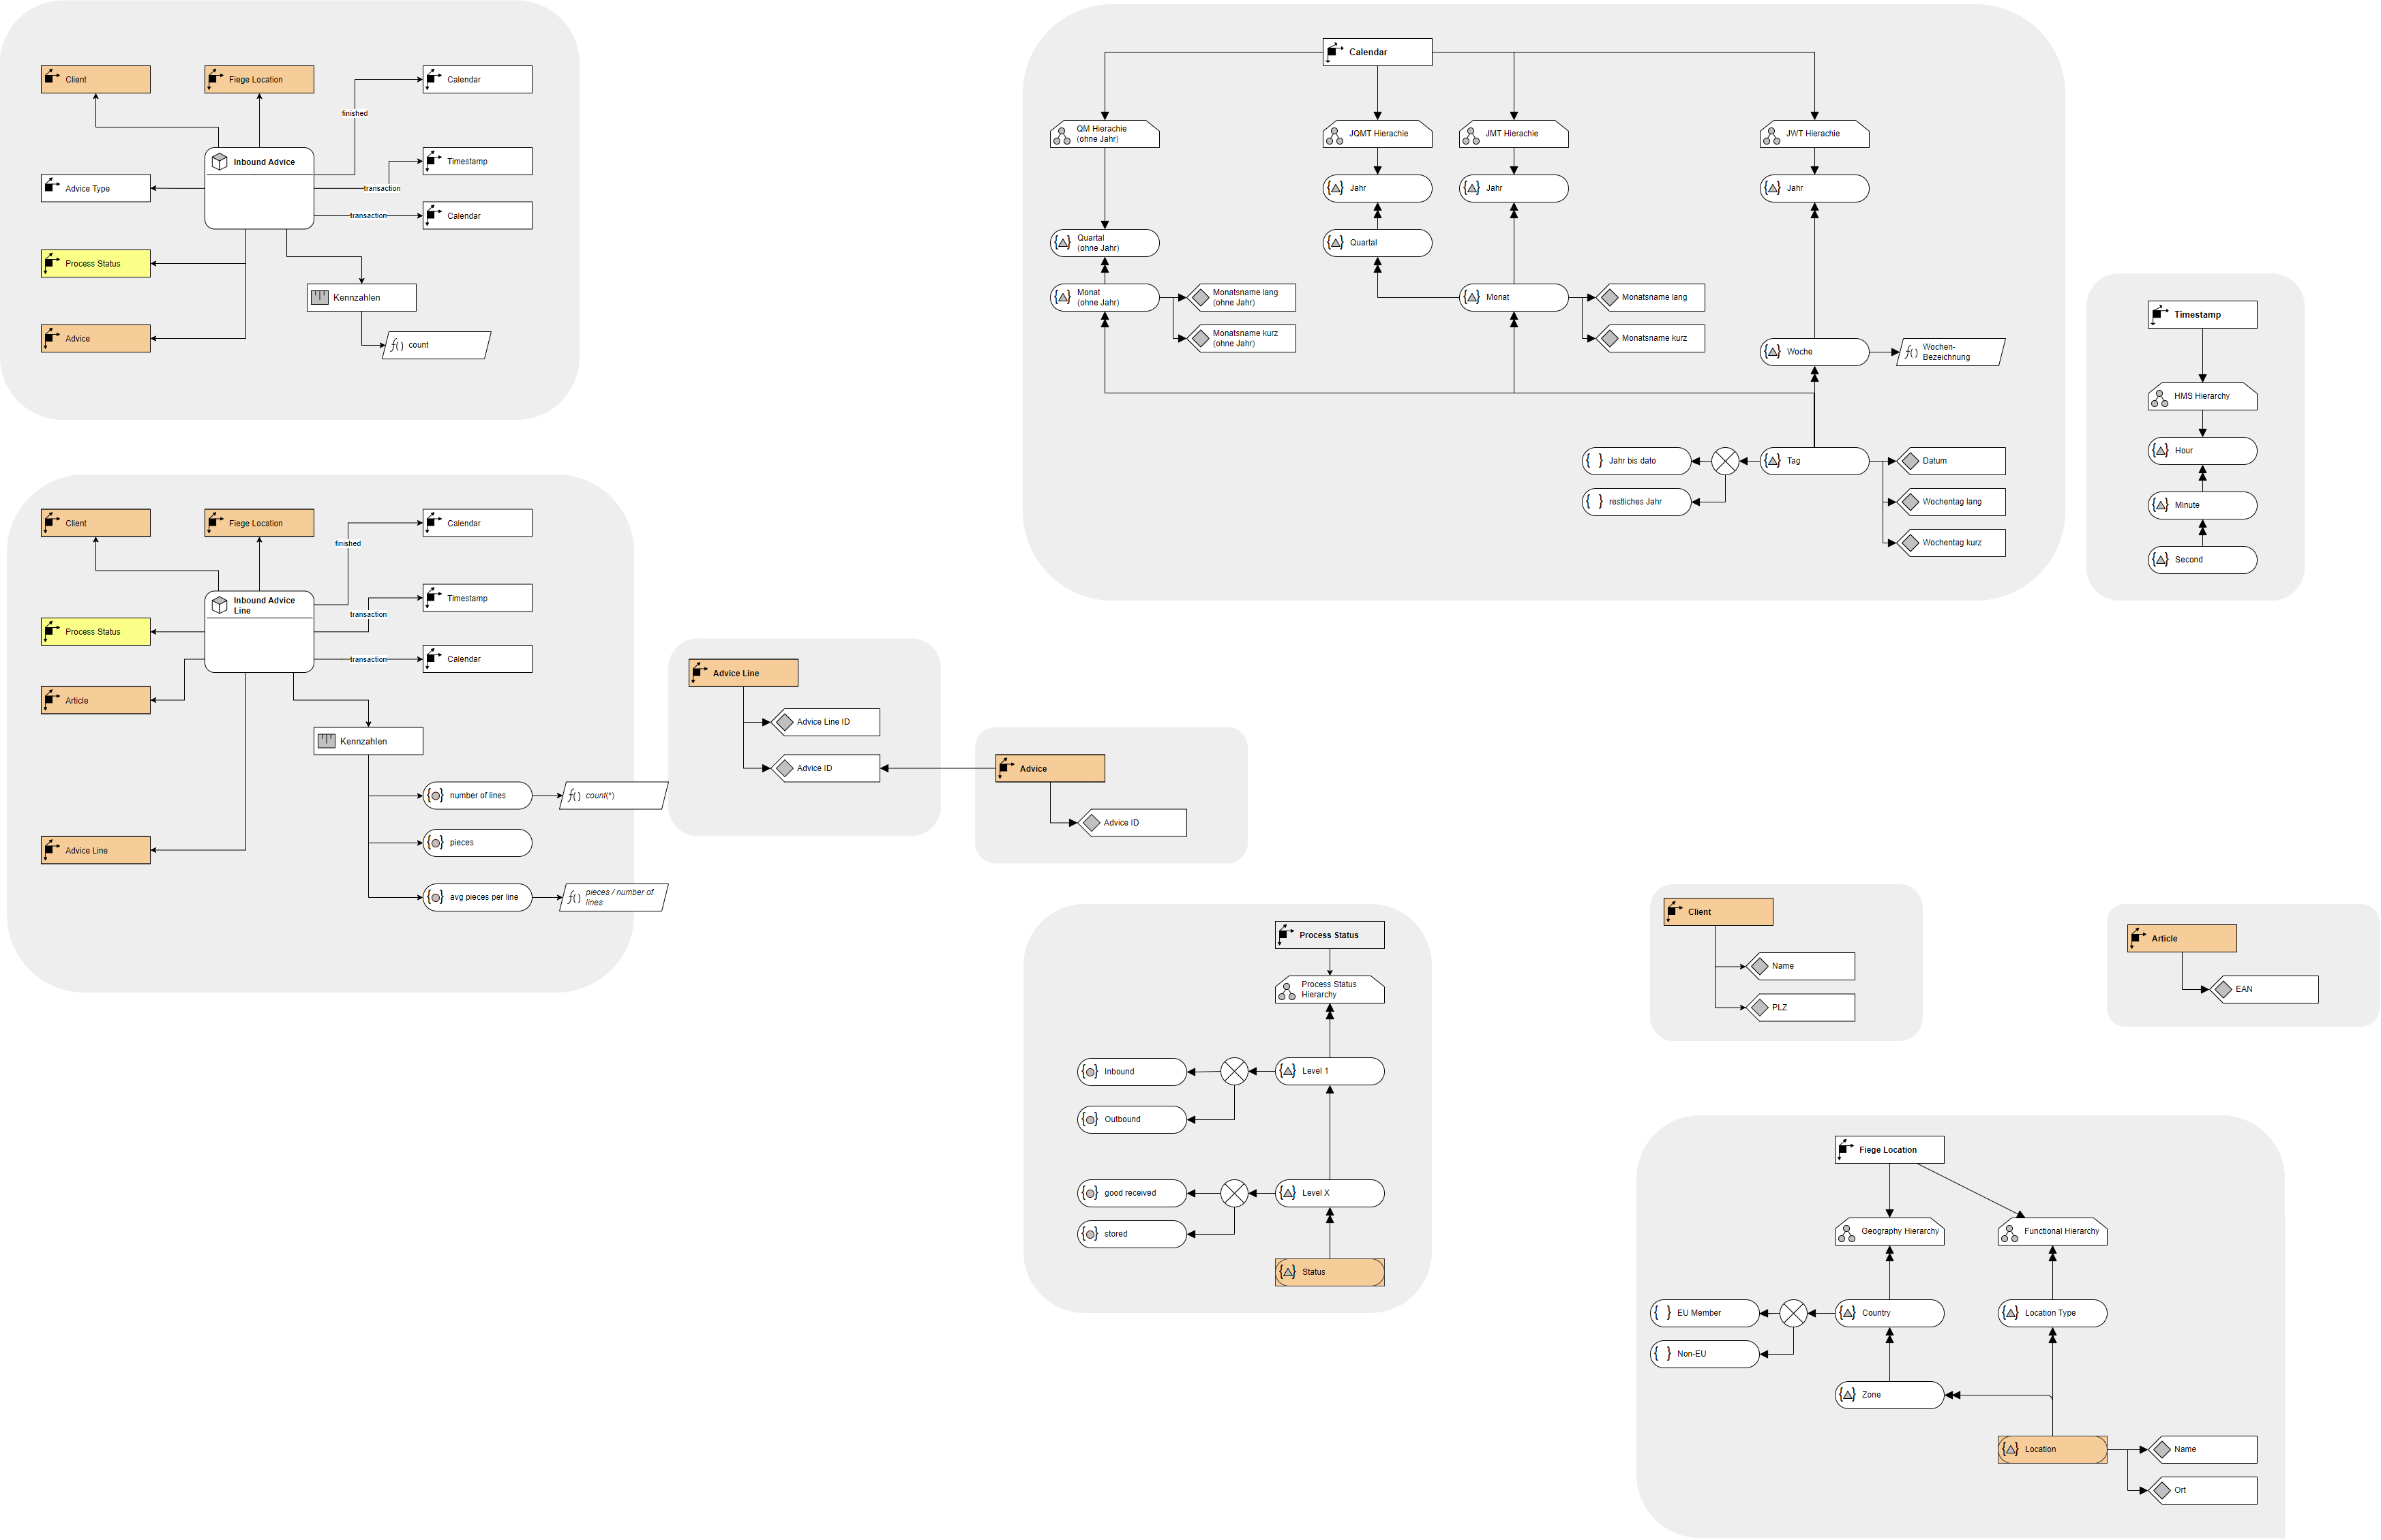 Client
Fiege Location
Calendar
finished
Inbound Advice
Timestamp
Advice Type
transaction
transaction
Calendar
Process Status
Kennzahlen
Advice
f() count
Calendar
QM Hierachie
(ohne Jahr)
JQMT Hierachie
JMT Hierachie
JWT Hierachie
{ } Jahr
{ } Jahr
{ } Jahr
{ } Quartal
(ohne Jahr)
{ } Quartal
{ } Monat
(ohne Jahr)
Monatsname lang
(ohne Jahr)
Monatsname kurz
(ohne Jahr)
{ } Monat
Monatsname lang
Monatsname kurz
{ } Woche
f() Wochen-
Bezeichnung
{ } Jahr bis dato
{ } restliches Jahr
{ } Tag
Datum
Wochentag lang
Wochentag kurz
Timestamp
HMS Hierarchy
{ } Hour
{ } Minute
{ } Second
Client
Fiege Location
Calendar
finished
Inbound Advice
Line
Timestamp
transaction
Process Status
transaction
Calendar
Article
Kennzahlen
{ } number of lines
f() count(*)
{ } pieces
Advice Line
{ } avg pieces per line
f() pieces / number of
lines
Advice Line
Advice Line ID
Advice ID
Advice
Advice ID
Process Status
Process Status
Hierarchy
{ } Inbound
{ } Level 1
{ } Outbound
{ } good received
{ } Level X
{ } stored
{ } Status
Client
Name
PLZ
Article
EAN
Fiege Location
Geography Hierarchy
Functional Hierarchy
{ } EU Member
{ } Country
{ } Location Type
{ } Non-EU
{ } Zone
{ } Location
Name
Ort